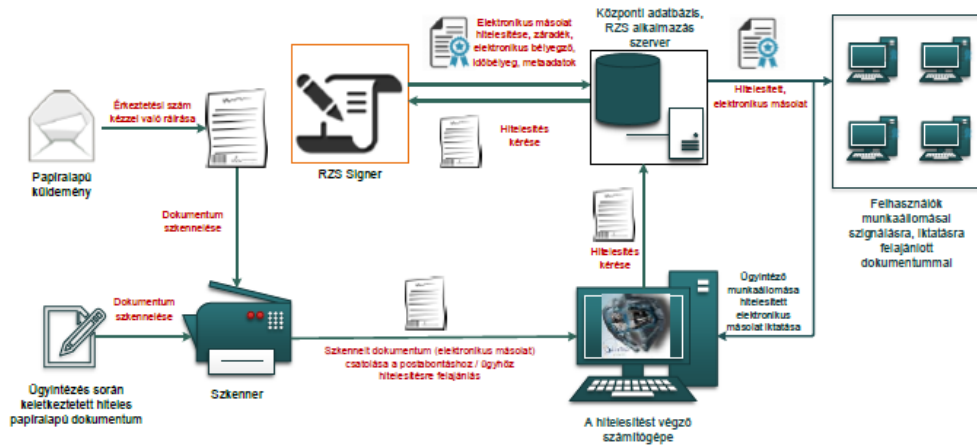 Elektronikus másolat
hitelesítése, záradék,
elektronikus bélyegző,
időbélyeg, metaadatok
Központi adatbázis,
RZS alkalmazás
szerver
Érkeztetési szám
kézzel való ráírása
Hitelesítés
kérése
Hitelesített,
elektronikus másolat
Papíralapú
küldemény
RZS Signer
Felhasználók
munkaállomásai
szignálásra, iktatásra
felajánlott
dokumentummal
Dokumentum
szkennelése
Hitelesítés
kérése
Ügyintéző
munkaállomása
hitelesített
elektronikus
másolat iktatása
Dokumentum
szkennelése
Szkennelt dokumentum (elektronikus másolat)
csatolása a postabontáshoz / ügyhöz
hitelesítésre felajánlás
Ügyintézés során
keletkeztetett hiteles
papíralapú dokumentum
Szkenner
A hitelesítést végző
számítógépe